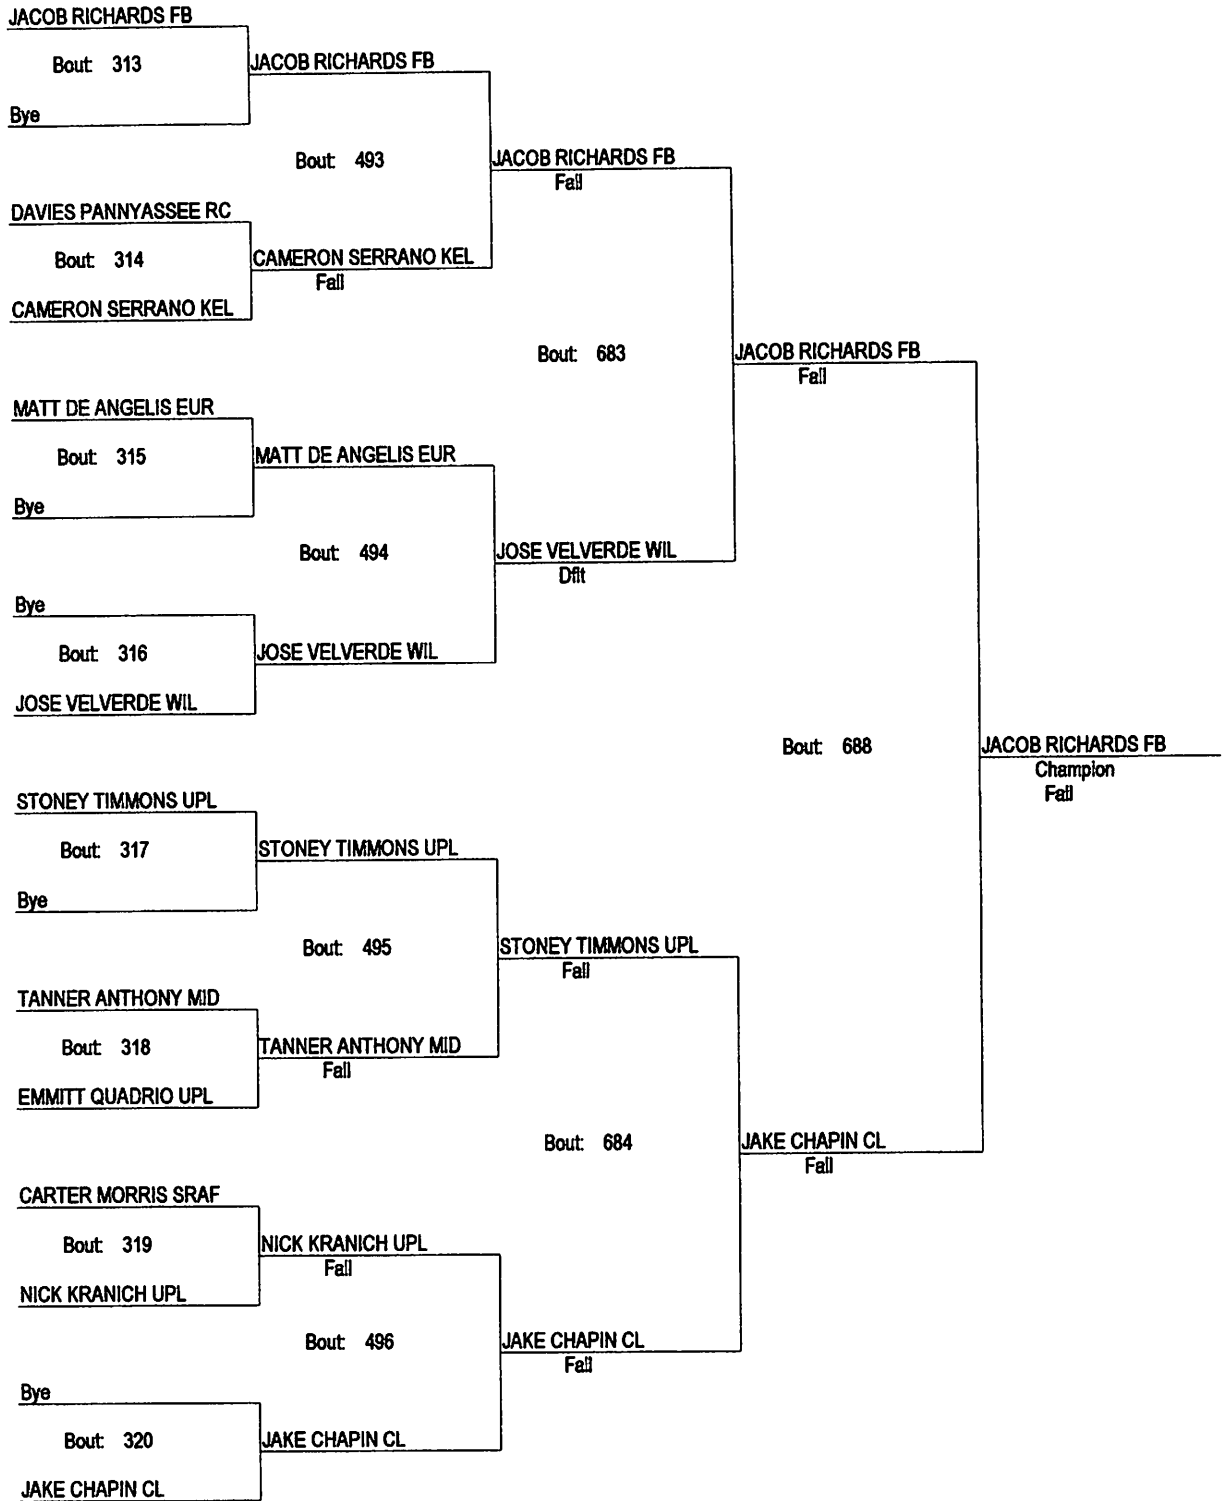 JACOB RICHARDS FB
Bout: 313
JACOB RICHARDS FB
Bye
Bout: 493
JACOB RICHARDS FB
Fall
DAVIES PANNYASSEE RC
Bout: 314
CAMERON SERRANO KEL
Fall
CAMERON SERRANO KEL
Bout: 683
JACOB RICHARDS FB
Fall
MATT DE ANGELIS EUR
Bout: 315
MATT DE ANGELIS EUR
Bye
Bout: 494
JOSE VELVERDE WIL
Dflt
Bye
Bout: 316
JOSE VELVERDE WIL
JOSE VELVERDE WIL
Bout: 688
JACOB RICHARDS FB
Champion
Fall
STONEY TIMMONS UPL
Bout: 317
STONEY TIMMONS UPL
Bye
Bout: 495
STONEY TIMMONS UPL
Fall
TANNER ANTHONY MID
Bout: 318
TANNER ANTHONY MID
Fall
EMMITT QUADRIO UPL
Bout: 684
JAKE CHAPIN CL
Fall
CARTER MORRIS SRAF
Bout: 319
NICK KRANICH UPL
Fall
NICK KRANICH UPL
Bout: 496
JAKE CHAPIN CL
Fall
Bye
Bout: 320
JAKE CHAPIN CL
JAKE CHAPIN CL